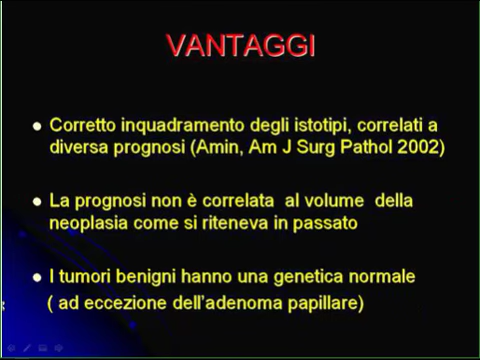 VANTAGGI
Corretto inquadramento degli istotipi, correlati a
diversa prognosi (Amin, Am J Surg Pathol 2002)
La prognosi non è correlata al volume della
neoplasia come si riteneva in passato
I tumori benigni hanno una genetica normale
( ad eccezione dell'adenoma papillare)